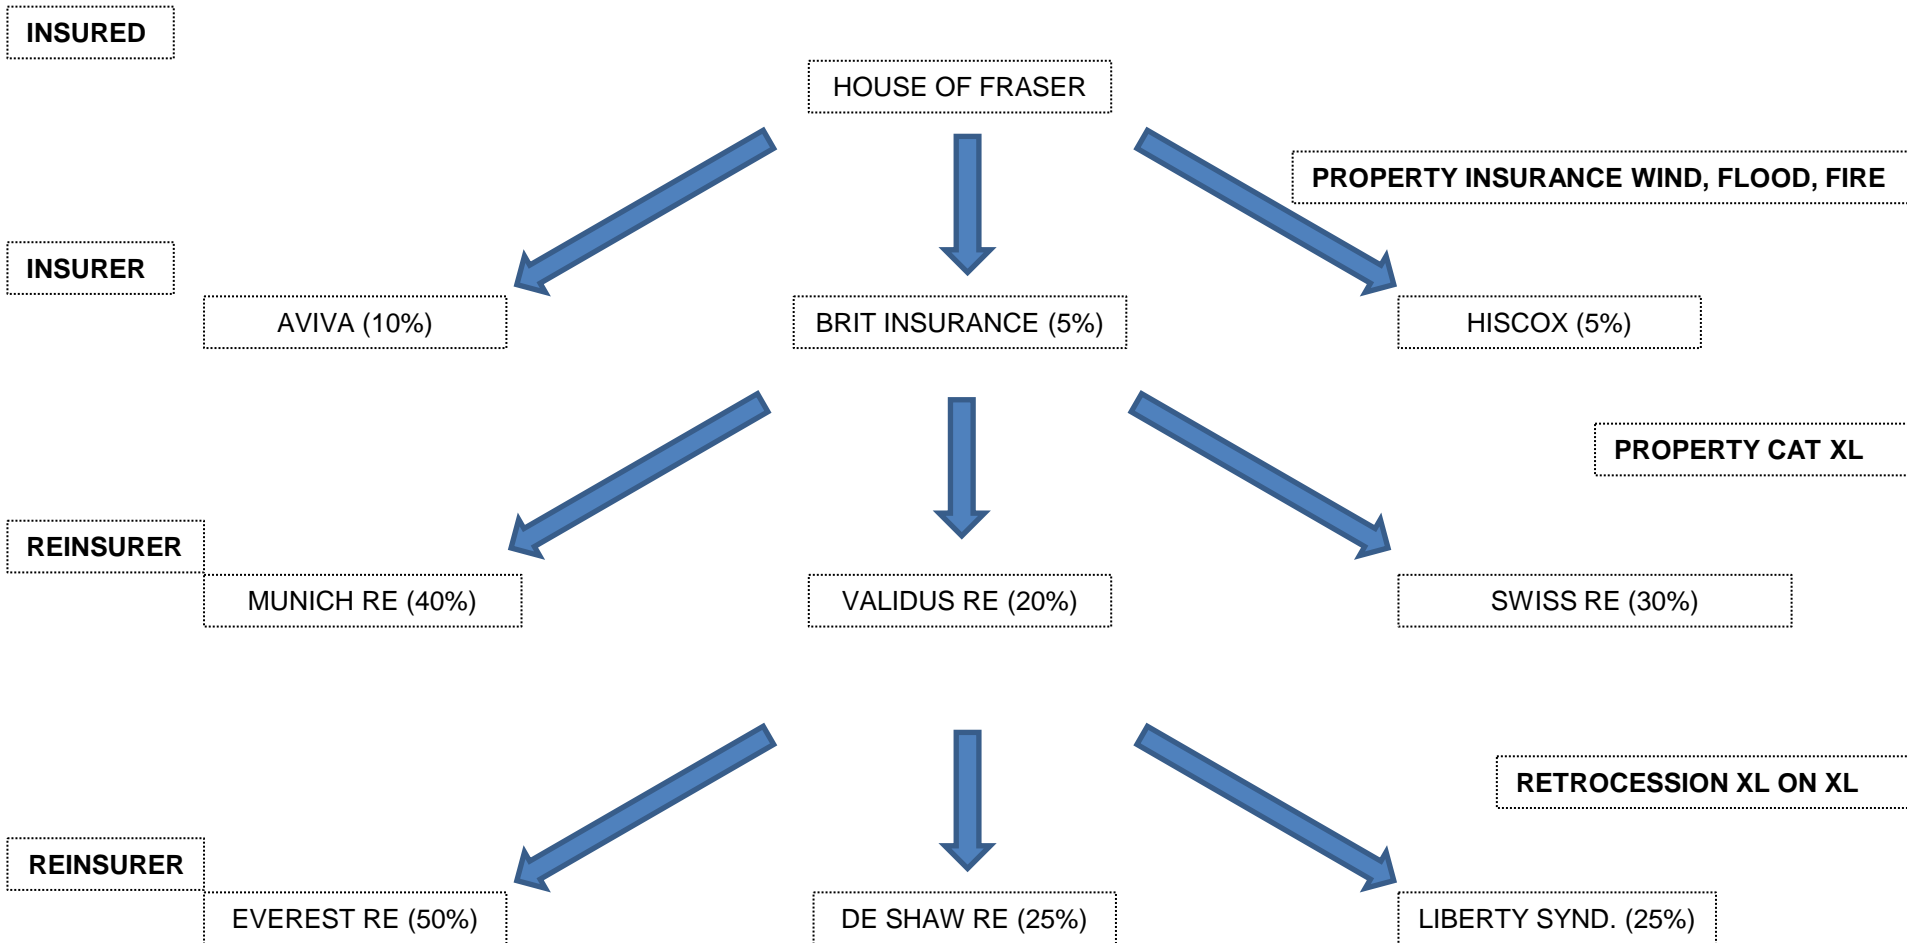 INSURED
HOUSE OF FRASER
PROPERTY INSURANCE WIND, FLOOD, FIRE
INSURER
AVIVA (10%)
BRIT INSURANCE (5%)
HISCOX (5%)
PROPERTY CAT XL
REINSURER
MUNICH RE (40%)
VALIDUS RE (20%)
SWISS RE (30%)
RETROCESSION XL ON XL
REINSURER
EVEREST RE (50%)
DE SHAW RE (25%)
LIBERTY SYND. (25%)